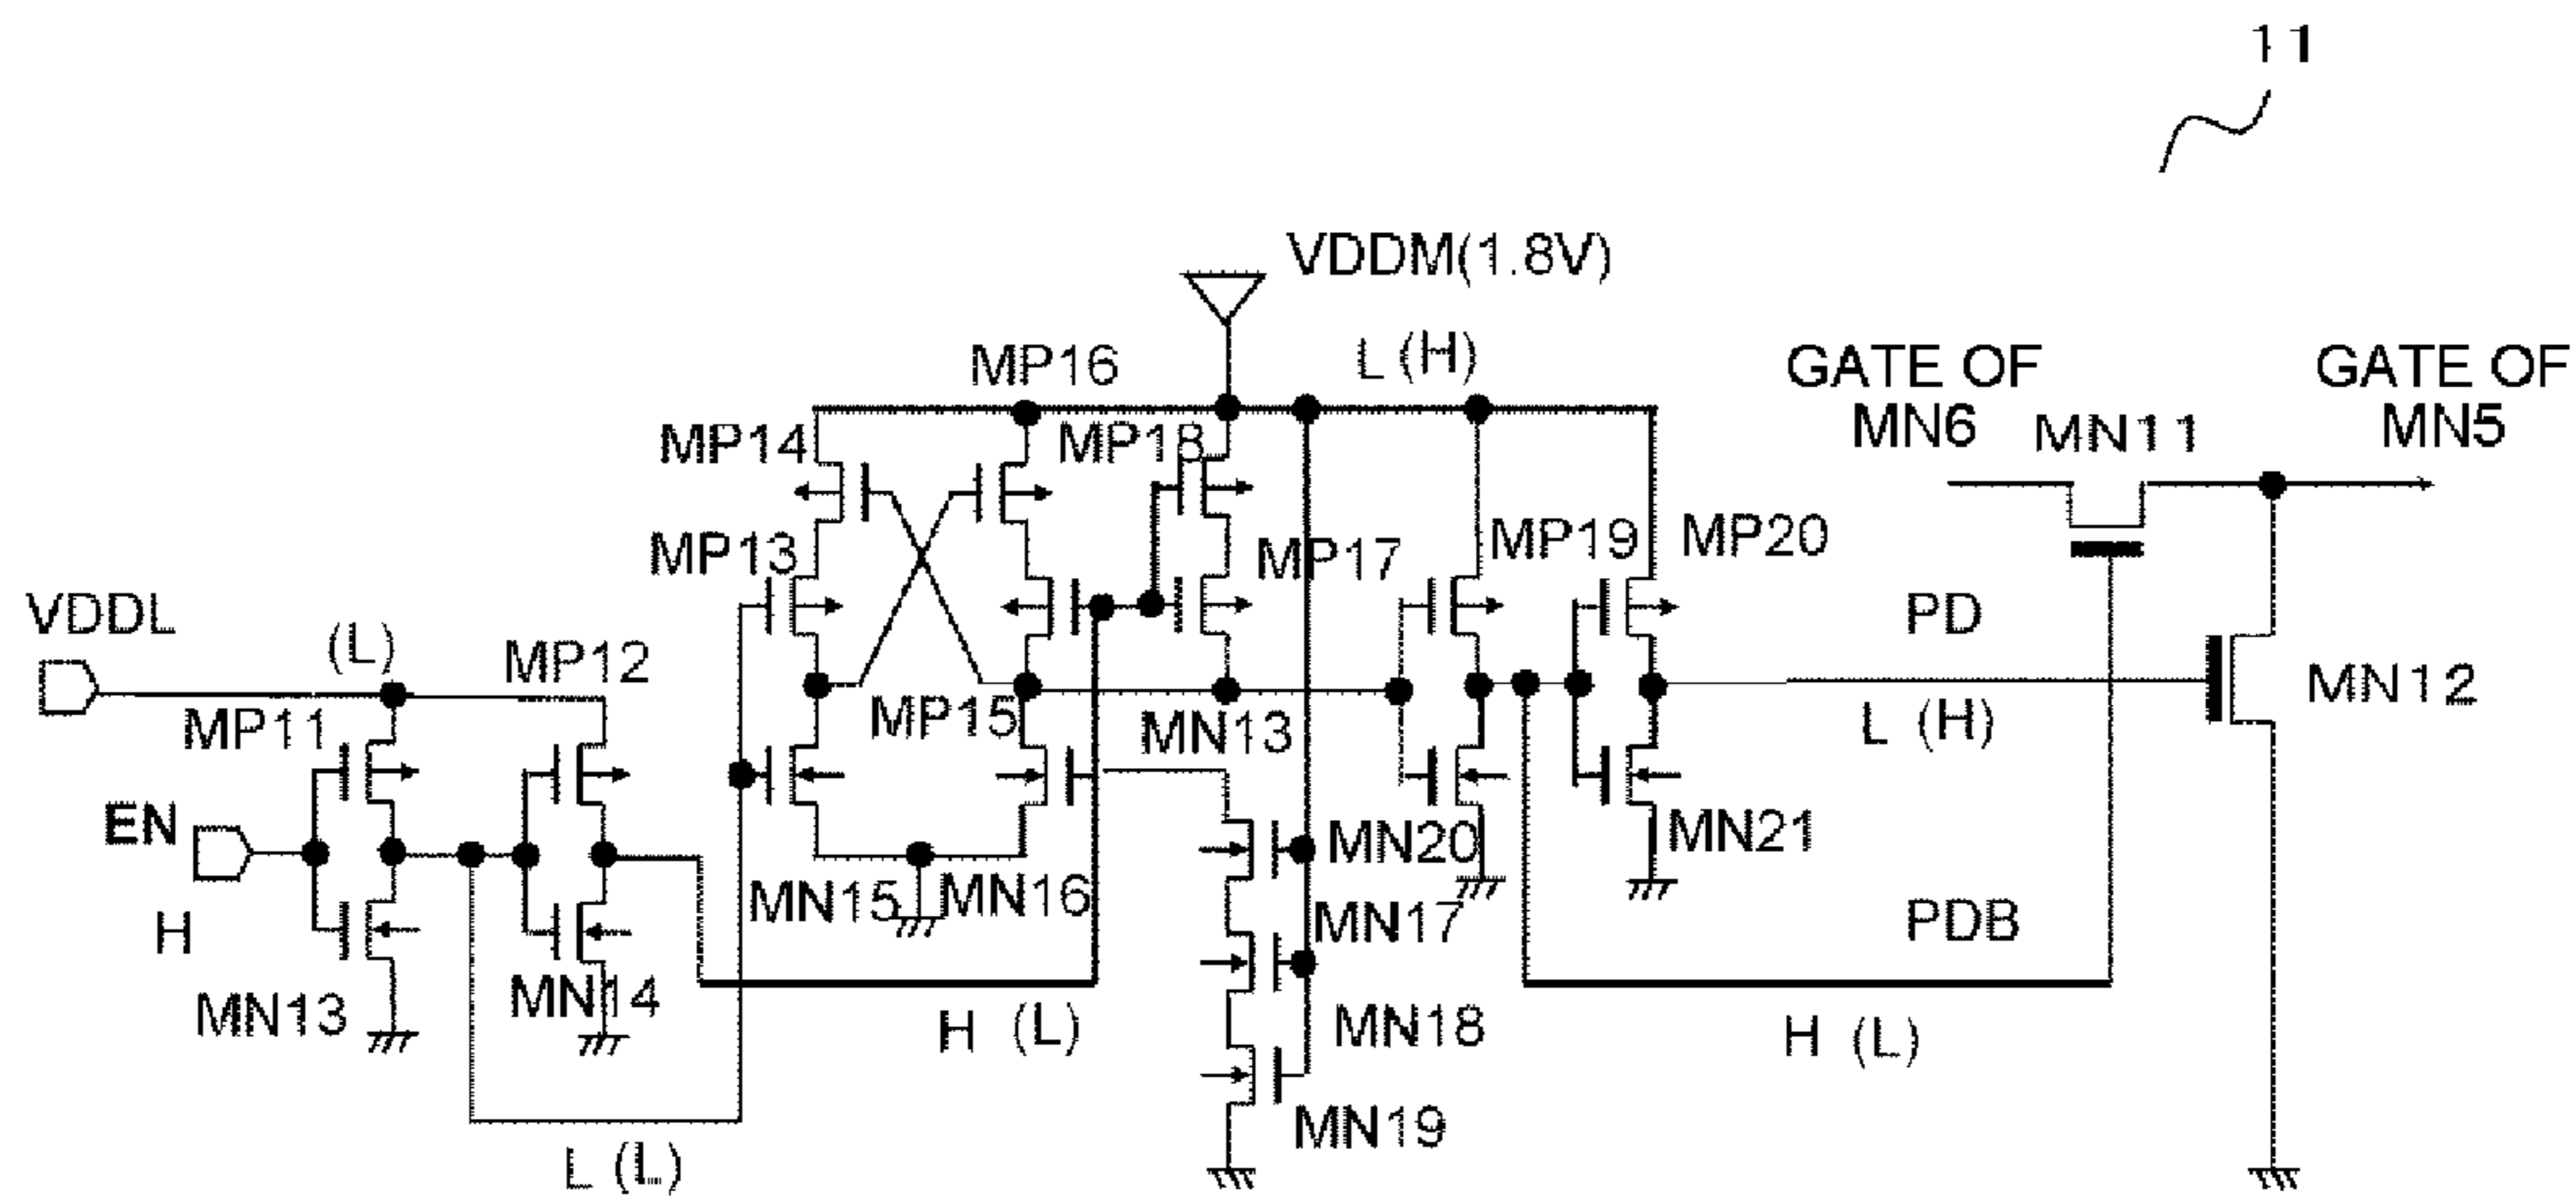 11
VDDM(1.8V)
L (H)
MP16
GATE OF
MN6
GATE OF
MN5
MP14
MP18
MN11
MP13
MP17
MP19
MP20
VDDL
(L)
MP12
PD
MP11
MP15
MN13
L (H)
MN12
EN
H
MN15
MN16
MN20
MN21
MN17
PDB
MN13
MN14
H (L)
MN18
H (L)
MN19
L (L)